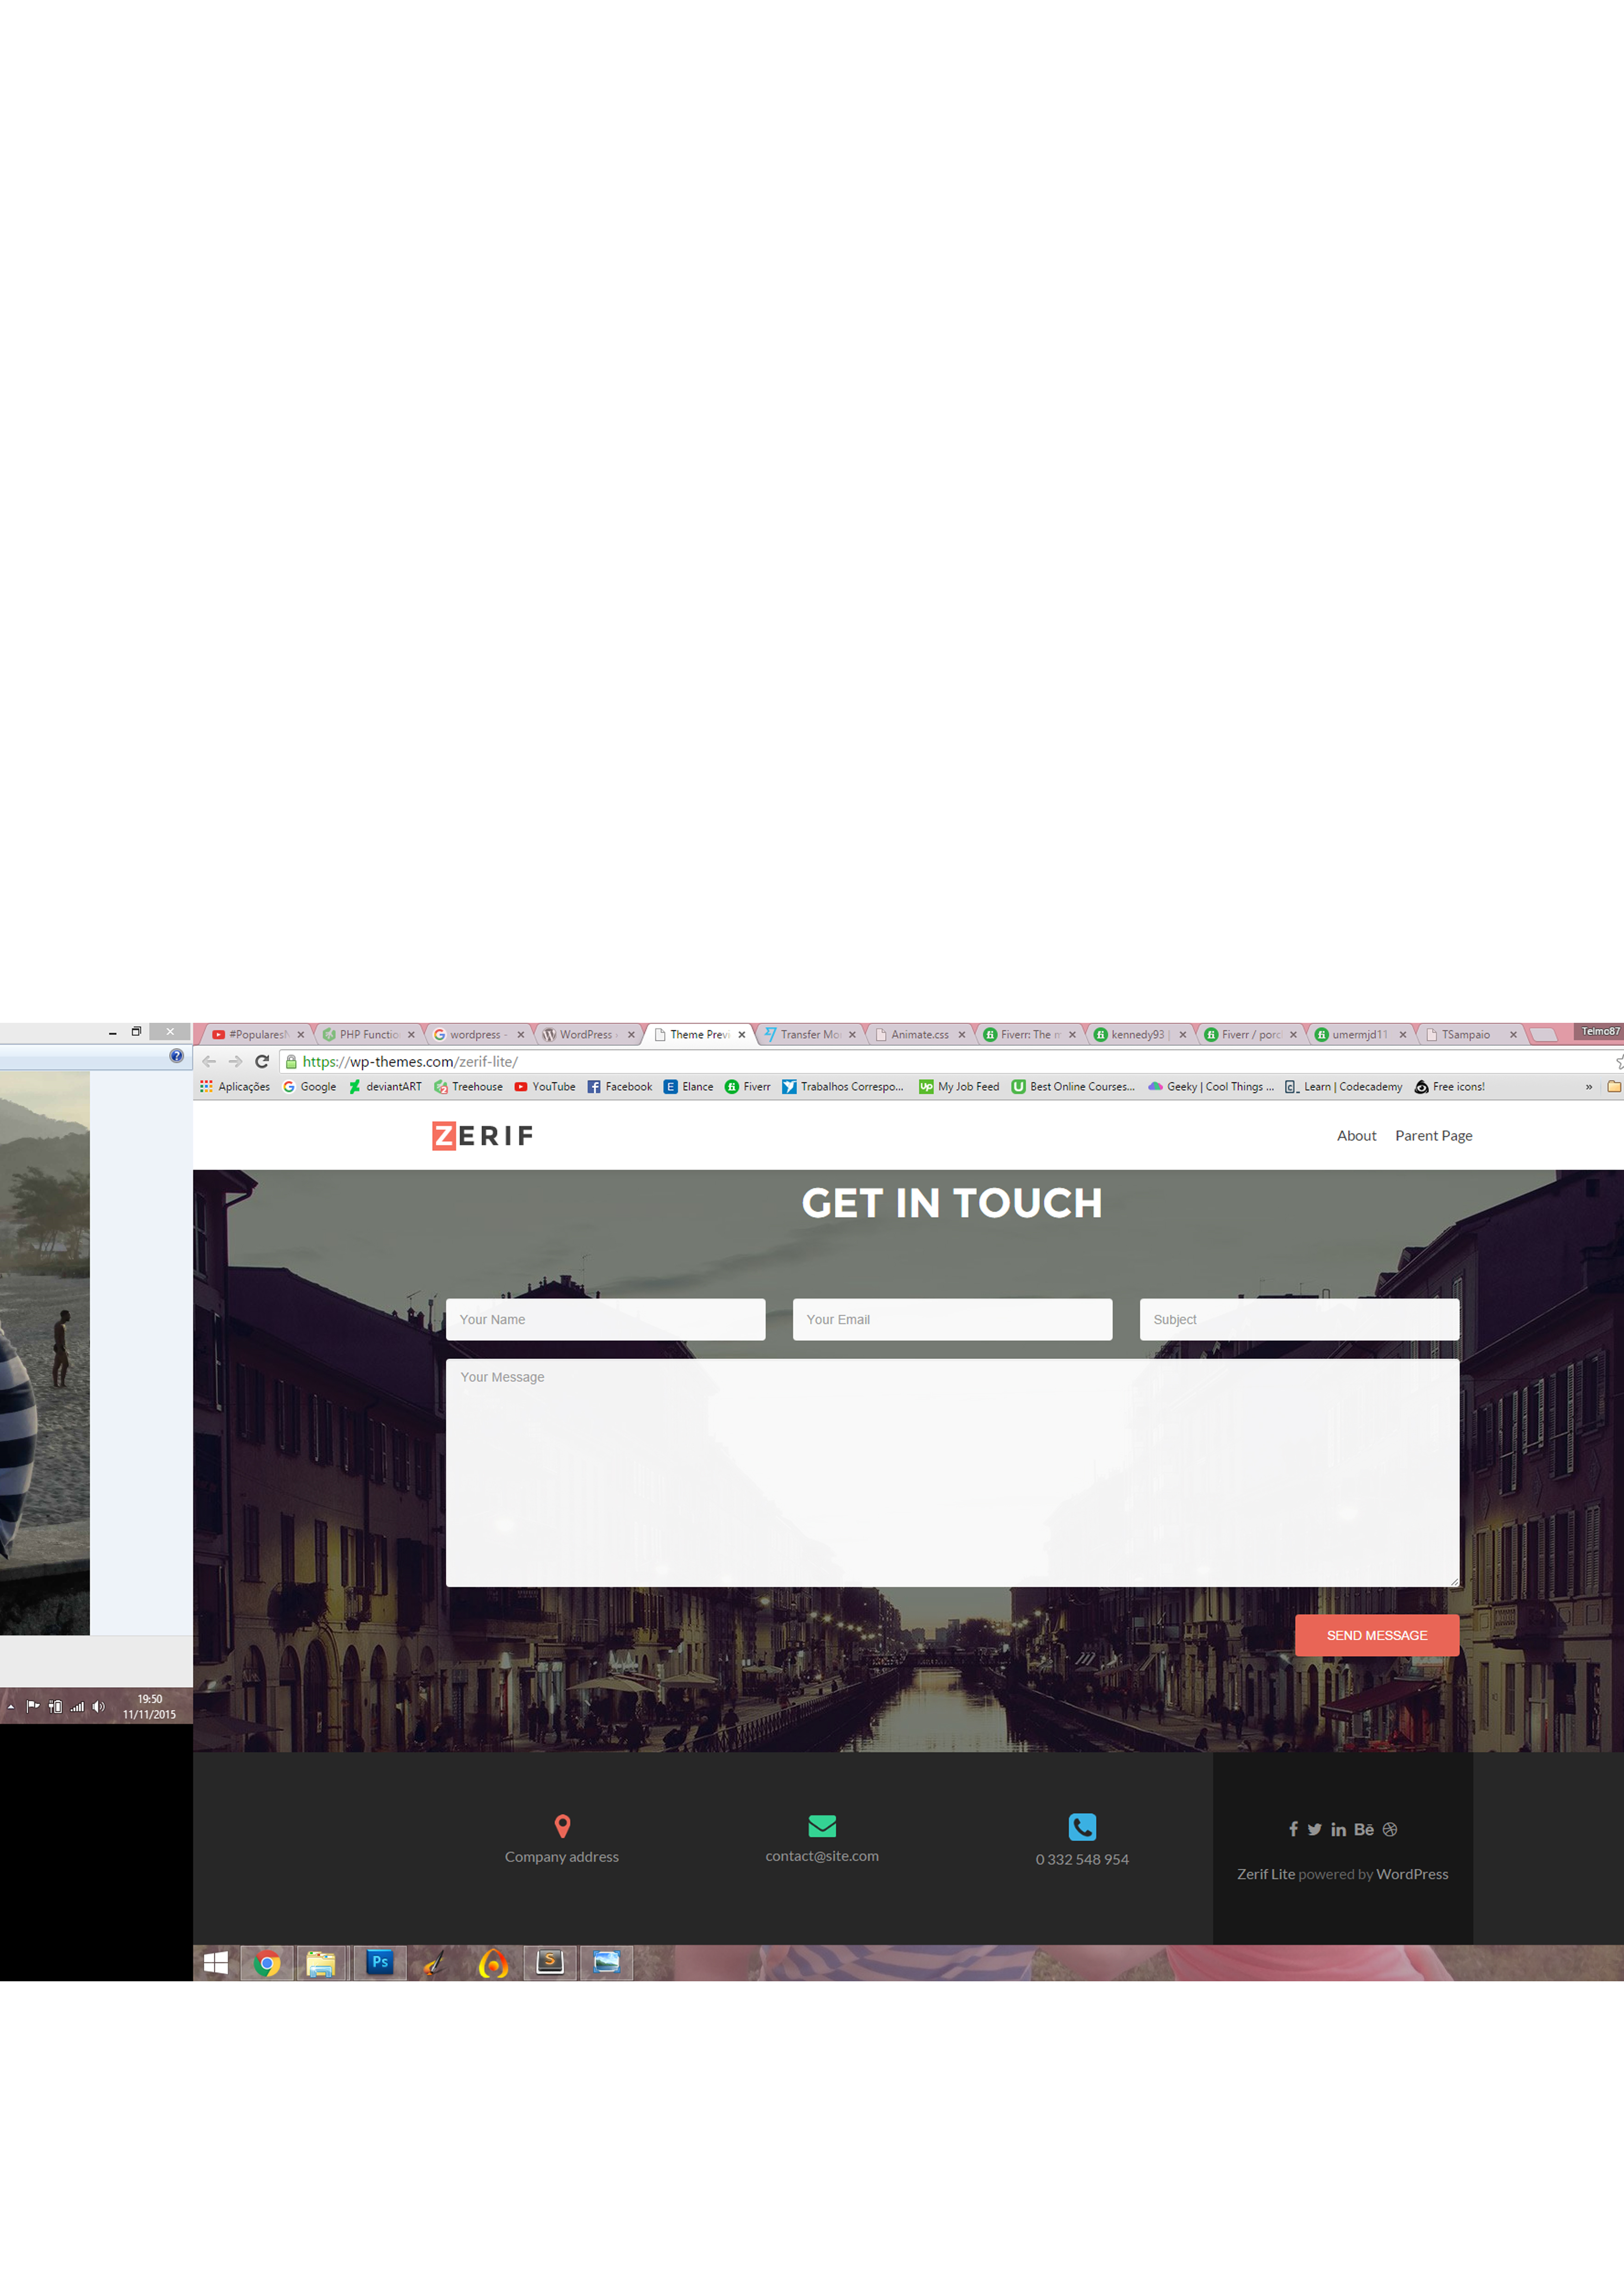 #Populares
PHP Functio
wordpress -
WordPress
Theme Previ
Transfer Mo
Animate.css
Fiverr: The m
kennedy93 |
Fiverr / porc
umermjd11
TSampaio
Telmo87
https://wp-themes.com/zerif-lite/
Aplicações
Google
deviantART
Treehouse
YouTube
Facebook
Elance
Fiverr
Trabalhos Correspo...
My Job Feed
Best Online Courses...
Geeky | Cool Things ...
Learn | Codecademy
Free icons!
»
ZERIF
About
Parent Page
GET IN TOUCH
Your Name
Your Email
Subject
Your Message
SEND MESSAGE
19:50
11/11/2015
Company address
contact@site.com
0 332 548 954
Bē
Zerif Lite powered by WordPress
Ps
S